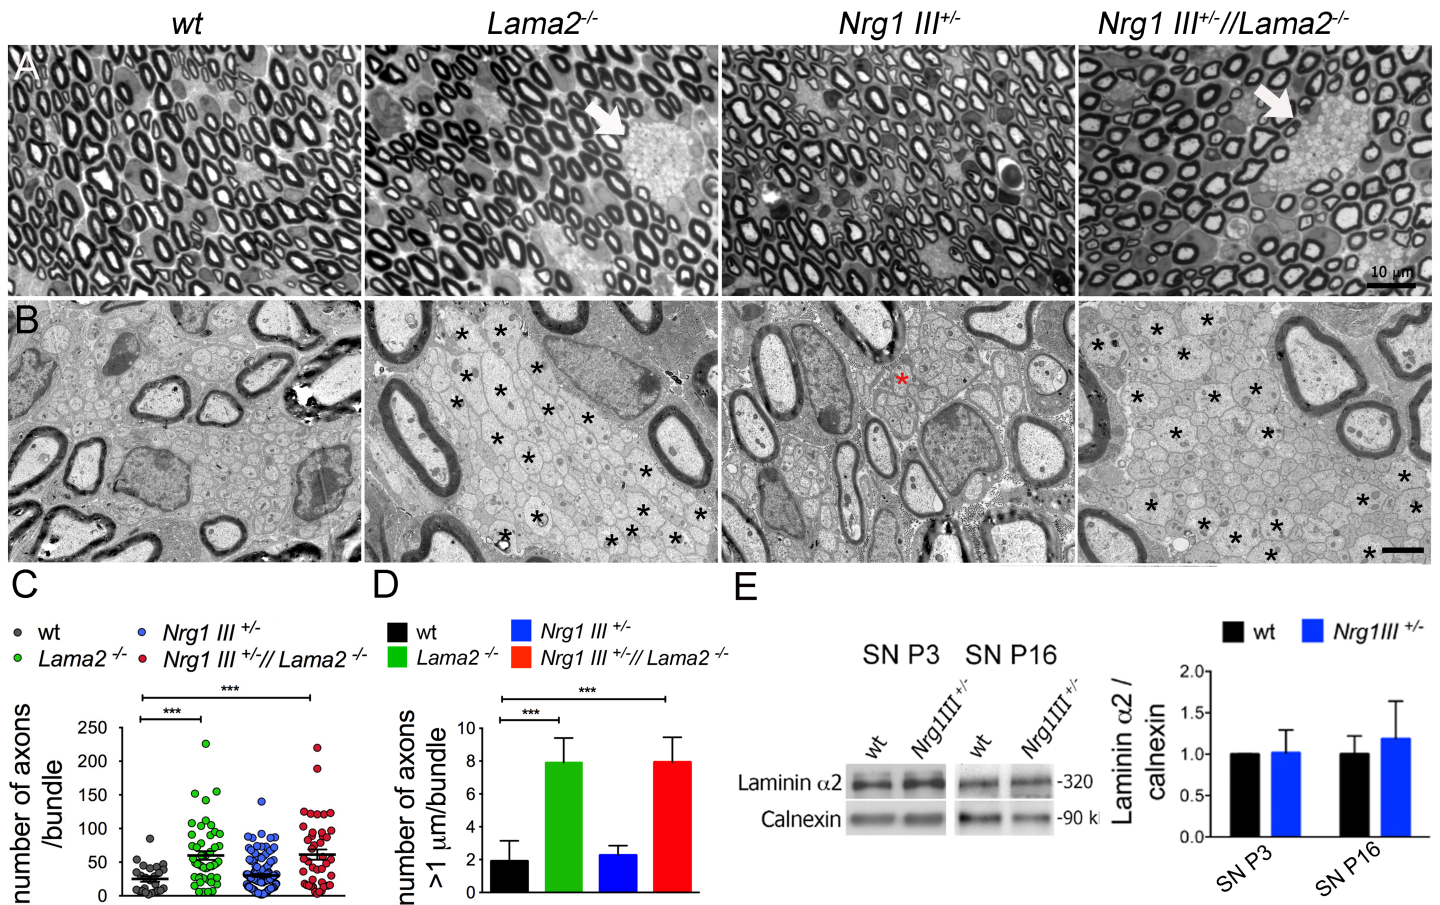 wt Lama2-/- Nrg1 III+/- Nrg1 III+/-//Lama2-/-
A
10 μm
B
* * * * * * * * * * * * * * * * *
*
* * * * * * * * * * * * * * * * * *
C
wt Nrg1 III +/-
Lama2 -/- Nrg1 III +/-// Lama2 -/-
***
***
number of axons
/bundle
250
200
150
100
50
0
D
wt Nrg1 III +/-
Lama2 -/- Nrg1 III +/-// Lama2 -/-
***
***
number of axons
>1 μm/bundle
10
8
6
4
2
0
E
SN P3 SN P16
wt Nrg1III+/- wt Nrg1III+/-
Laminin α2 -320
Calnexin -90 k
wt Nrg1III +/-
Laminin α2 /
calnexin
2.0
1.5
1.0
0.5
0.0
SN P3 SN P16